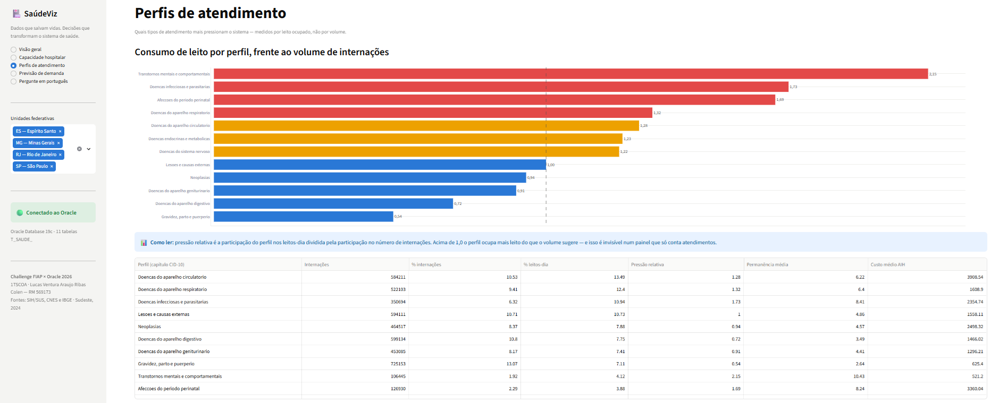 SaúdeViz
Dados que salvam vidas. Decisões que
transformam o sistema de saúde.
Visão geral
Capacidade hospitalar
Perfis de atendimento
Previsão de demanda
Pergunte em português
Unidades federativas
ES — Espírito Santo ×
MG — Minas Gerais ×
RJ — Rio de Janeiro ×
SP — São Paulo ×
Conectado ao Oracle
Oracle Database 19c · 11 tabelas
T_SAUDE_
Challenge FIAP × Oracle 2026
1TSCOA · Lucas Ventura Araujo Ribas
Colen — RM 569173
Fontes: SIH/SUS, CNES e IBGE · Sudeste,
2024
Perfis de atendimento
Quais tipos de atendimento mais pressionam o sistema — medidos por leito ocupado, não por volume.
Consumo de leito por perfil, frente ao volume de internações
Transtornos mentais e comportamentais 2,15
Doencas infecciosas e parasitarias 1,73
Afeccoes do periodo perinatal 1,69
Doencas do aparelho respiratorio 1,32
Doencas do aparelho circulatorio 1,28
Doencas endocrinas e metabolicas 1,23
Doencas do sistema nervoso 1,22
Lesoes e causas externas 1,00
Neoplasias 0,94
Doencas do aparelho geniturinario 0,91
Doencas do aparelho digestivo 0,72
Gravidez, parto e puerperio 0,54
Como ler: pressão relativa é a participação do perfil nos leitos-dia dividida pela participação no número de internações. Acima de 1,0 o perfil ocupa mais leito do que o volume sugere — e isso é invisível num painel que só conta atendimentos.
Perfil (capítulo CID-10) Internações % internações % leitos-dia Pressão relativa Permanência média Custo médio AIH
Doencas do aparelho circulatorio 584211 10.53 13.49 1.28 6.22 3908.54
Doencas do aparelho respiratorio 522103 9.41 12.4 1.32 6.4 1608.9
Doencas infecciosas e parasitarias 350694 6.32 10.94 1.73 8.41 2354.74
Lesoes e causas externas 594111 10.71 10.73 1 4.86 1558.11
Neoplasias 464517 8.37 7.88 0.94 4.57 2498.32
Doencas do aparelho digestivo 599134 10.8 7.75 0.72 3.49 1466.02
Doencas do aparelho geniturinario 453085 8.17 7.41 0.91 4.41 1296.21
Gravidez, parto e puerperio 725153 13.07 7.11 0.54 2.64 625.4
Transtornos mentais e comportamentais 106445 1.92 4.12 2.15 10.43 521.2
Afeccoes do periodo perinatal 126930 2.29 3.88 1.69 8.24 3360.04